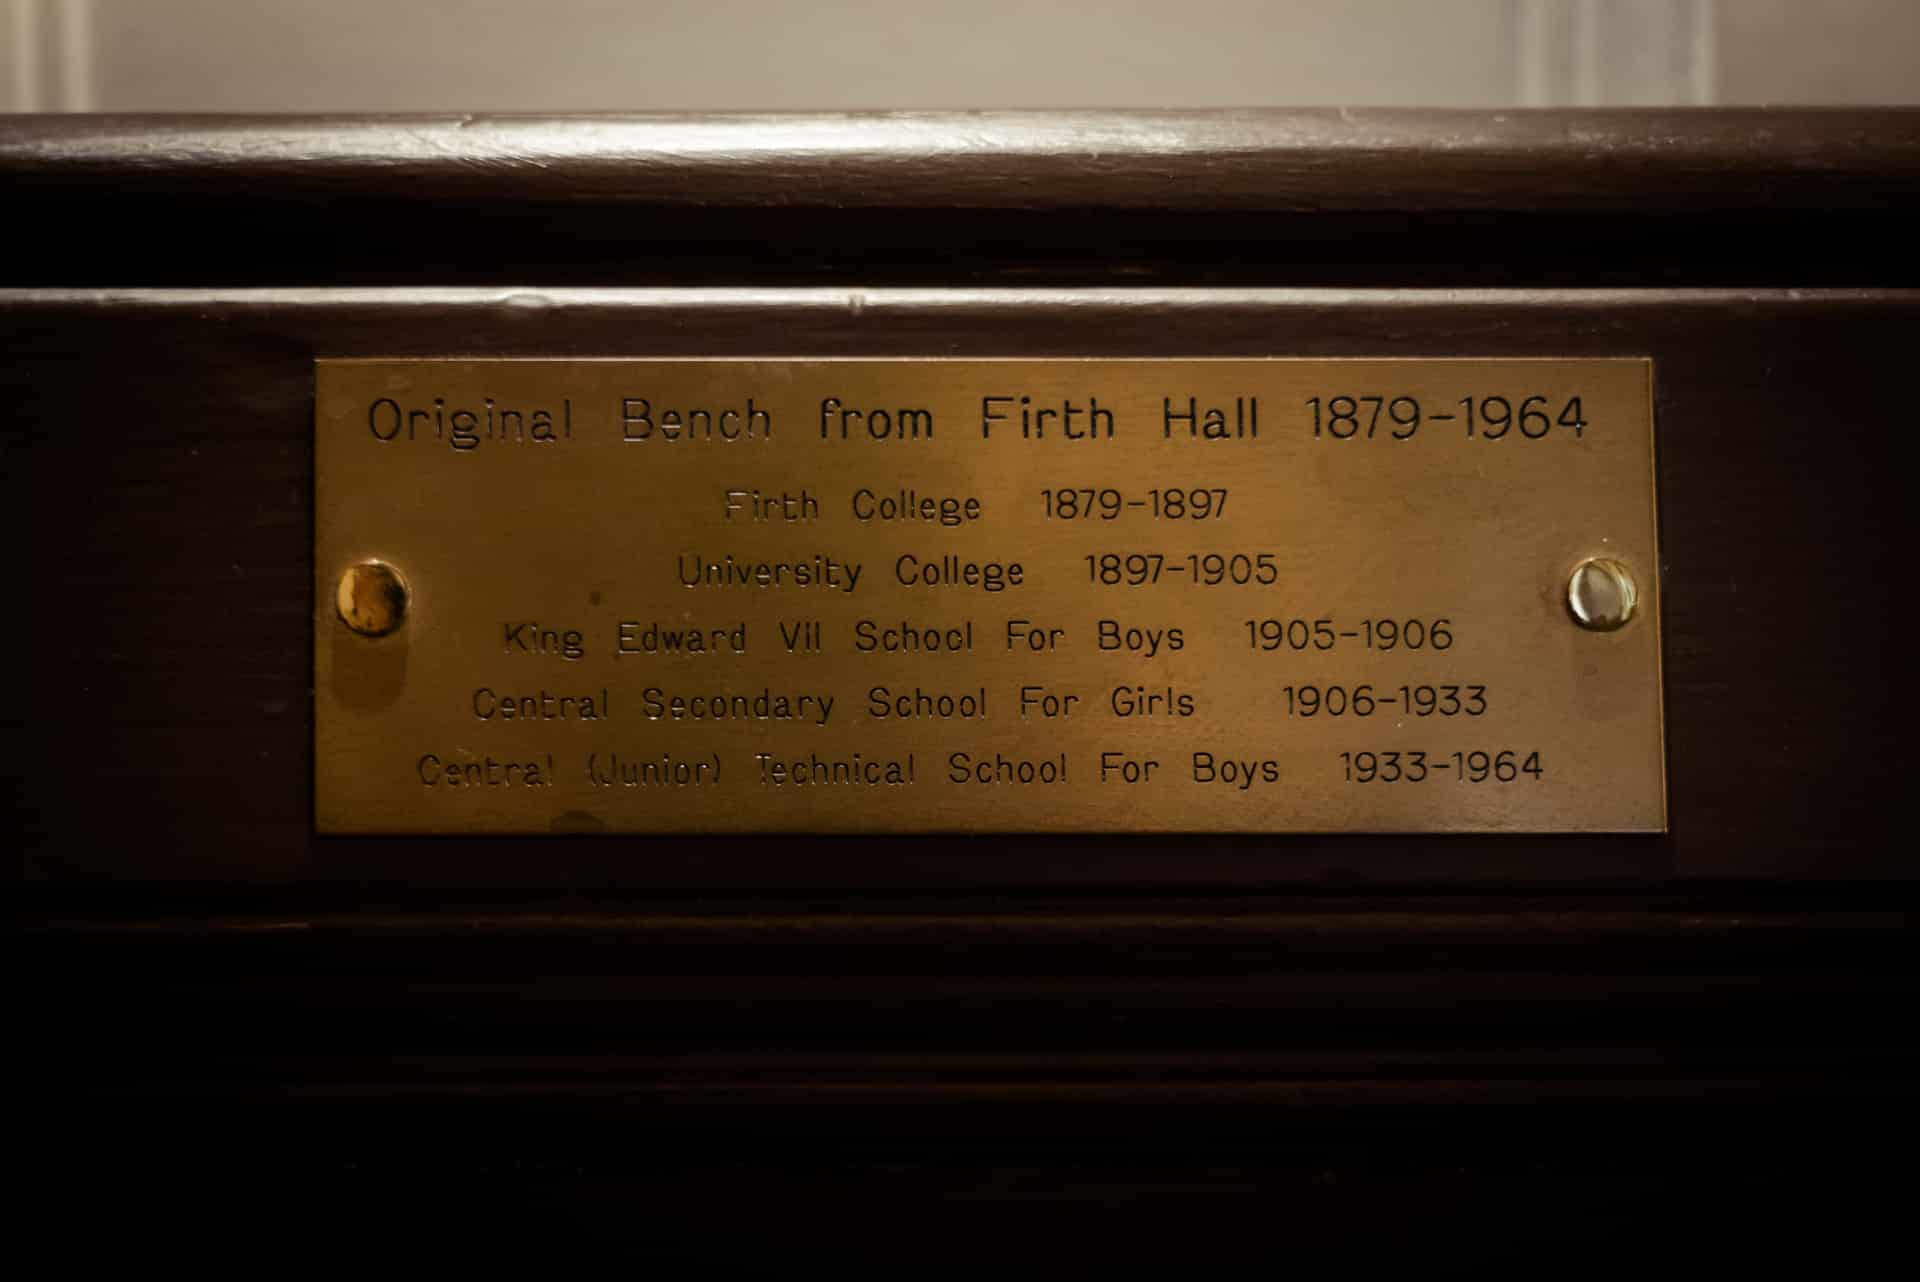 Original Bench from Firth Hall 1879-1964
Firth College 1879-1897
University College 1897-1905
King Edward VII School For Boys 1905-1906
Central Secondary School For Girls 1906-1933
Central (Junior) Technical School For Boys 1933-1964